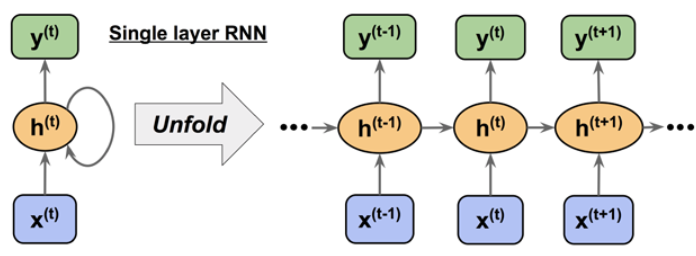 Single layer RNN
y(t)
h(t)
x(t)
Unfold
y(t-1) y(t) y(t+1)
... h(t-1) h(t) h(t+1) ...
x(t-1) x(t) x(t+1)